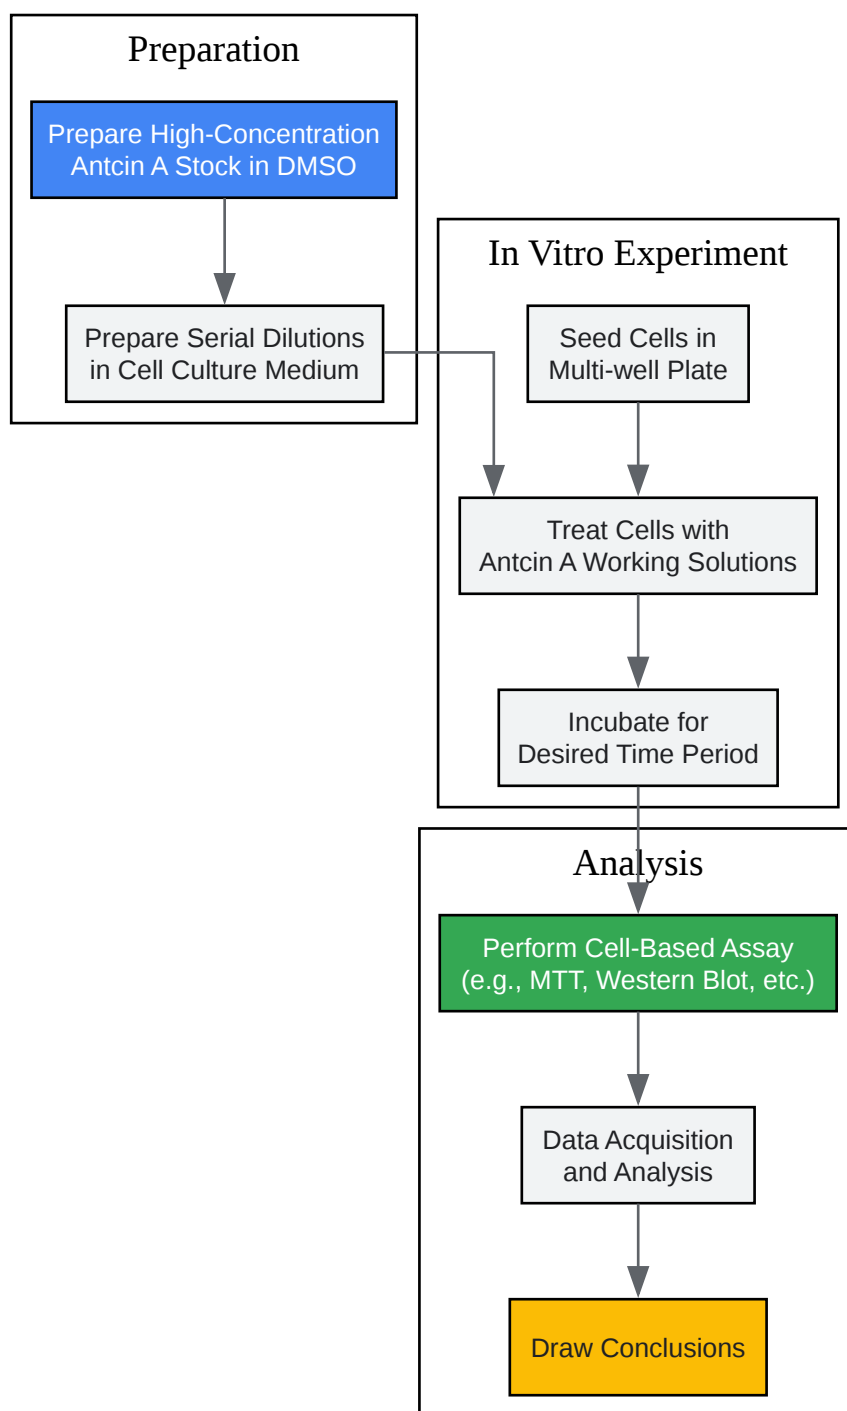 Preparation
Prepare High-Concentration
Antcin A Stock in DMSO
Prepare Serial Dilutions
in Cell Culture Medium
In Vitro Experiment
Seed Cells in
Multi-well Plate
Treat Cells with
Antcin A Working Solutions
Incubate for
Desired Time Period
Analysis
Perform Cell-Based Assay
(e.g., MTT, Western Blot, etc.)
Data Acquisition
and Analysis
Draw Conclusions